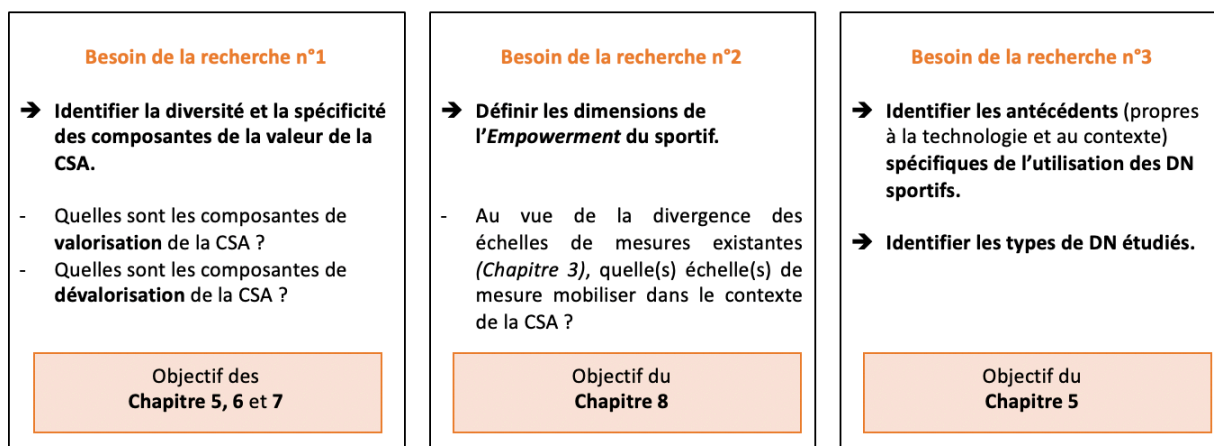 Besoin de la recherche n°1
➔ Identifier la diversité et la spécificité
des composantes de la valeur de la
CSA.
- Quelles sont les composantes de
valorisation de la CSA ?
- Quelles sont les composantes de
dévalorisation de la CSA ?
Objectif des
Chapitre 5, 6 et 7
Besoin de la recherche n°2
➔ Définir les dimensions de
l’Empowerment du sportif.
- Au vue de la divergence des
échelles de mesures existantes
(Chapitre 3), quelle(s) échelle(s) de
mesure mobiliser dans le contexte
de la CSA ?
Objectif du
Chapitre 8
Besoin de la recherche n°3
➔ Identifier les antécédents (propres
à la technologie et au contexte)
spécifiques de l’utilisation des DN
sportifs.
➔ Identifier les types de DN étudiés.
Objectif du
Chapitre 5